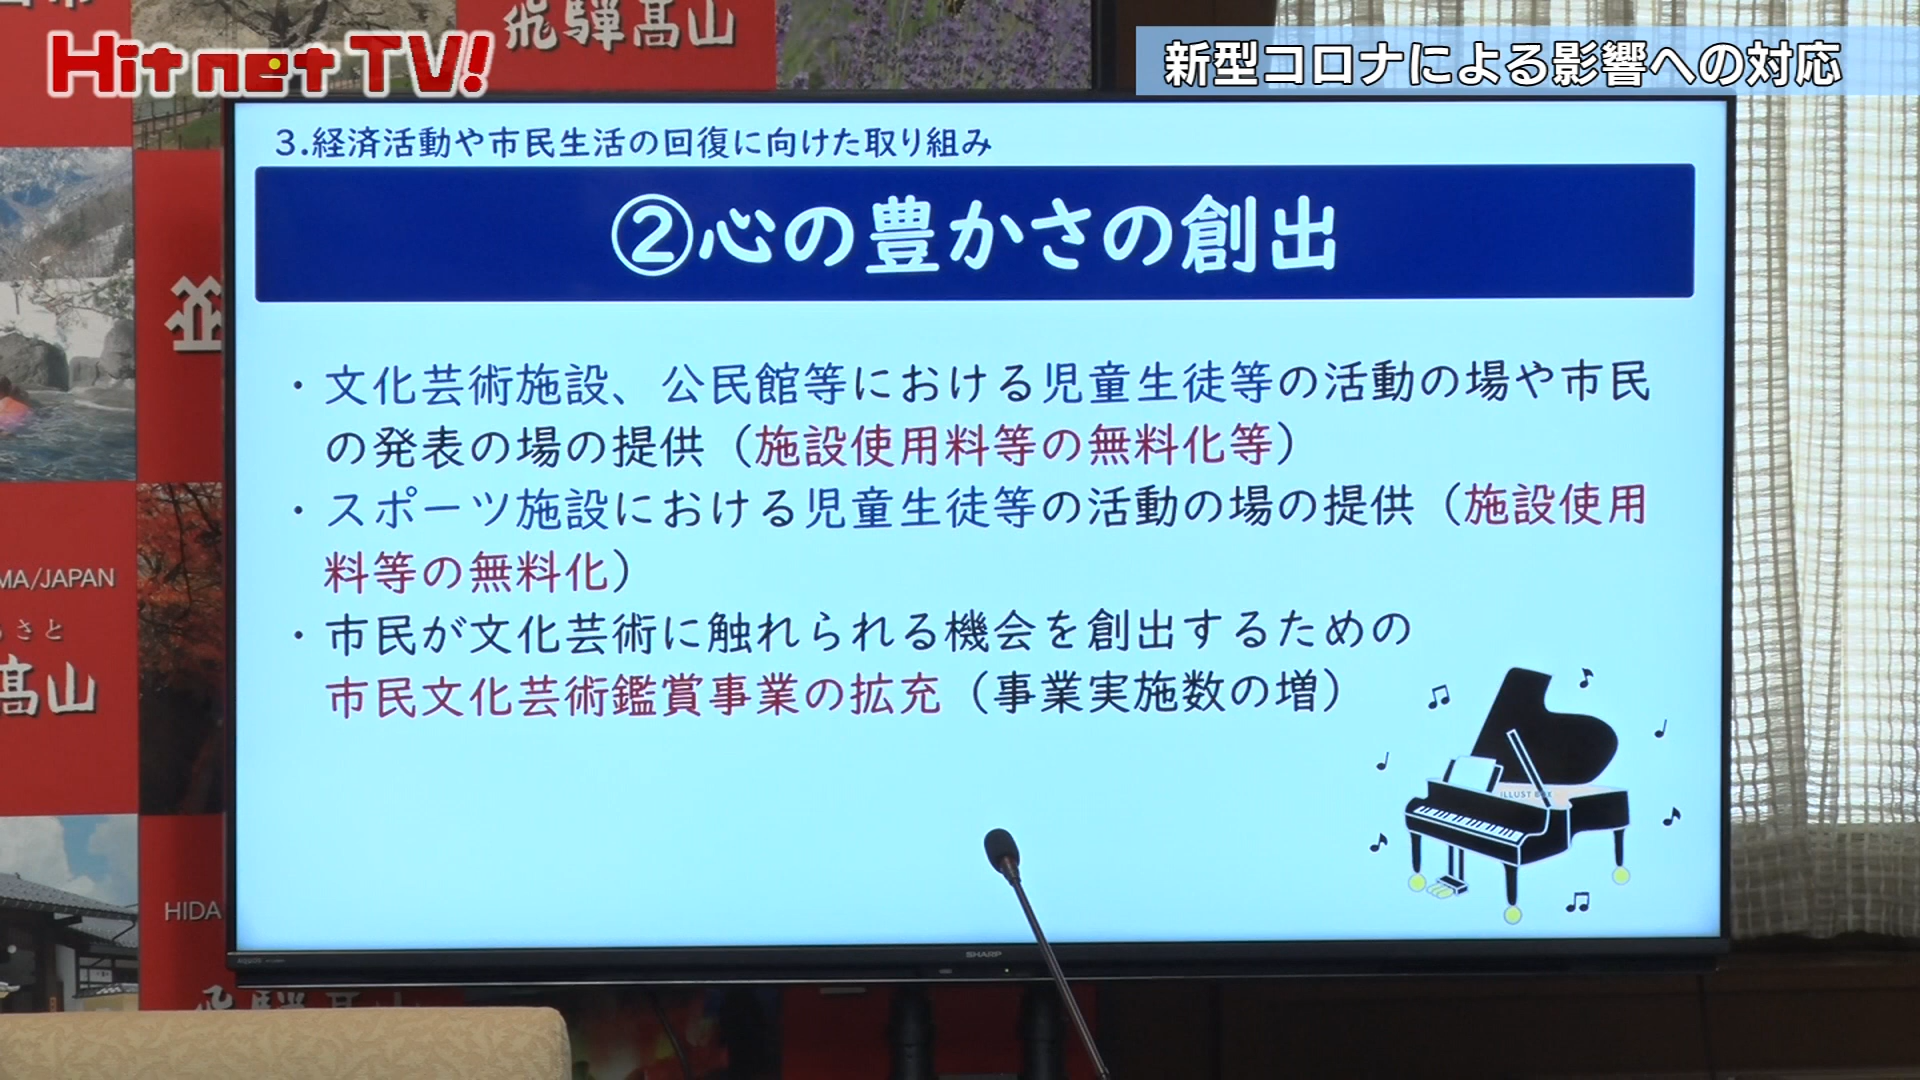 Hit net TV!
飛騨高山
新型コロナによる影響への対応
3.経済活動や市民生活の回復に向けた取り組み
②心の豊かさの創出
・文化芸術施設、公民館等における児童生徒等の活動の場や市民
の発表の場の提供（施設使用料等の無料化等）
・スポーツ施設における児童生徒等の活動の場の提供（施設使用
料等の無料化）
・市民が文化芸術に触れられる機会を創出するための
市民文化芸術鑑賞事業の拡充（事業実施数の増）
ILLUST BOX
MA/JAPAN
さと
高山
HIDA
SHARP
AQUOS
飛騨高山